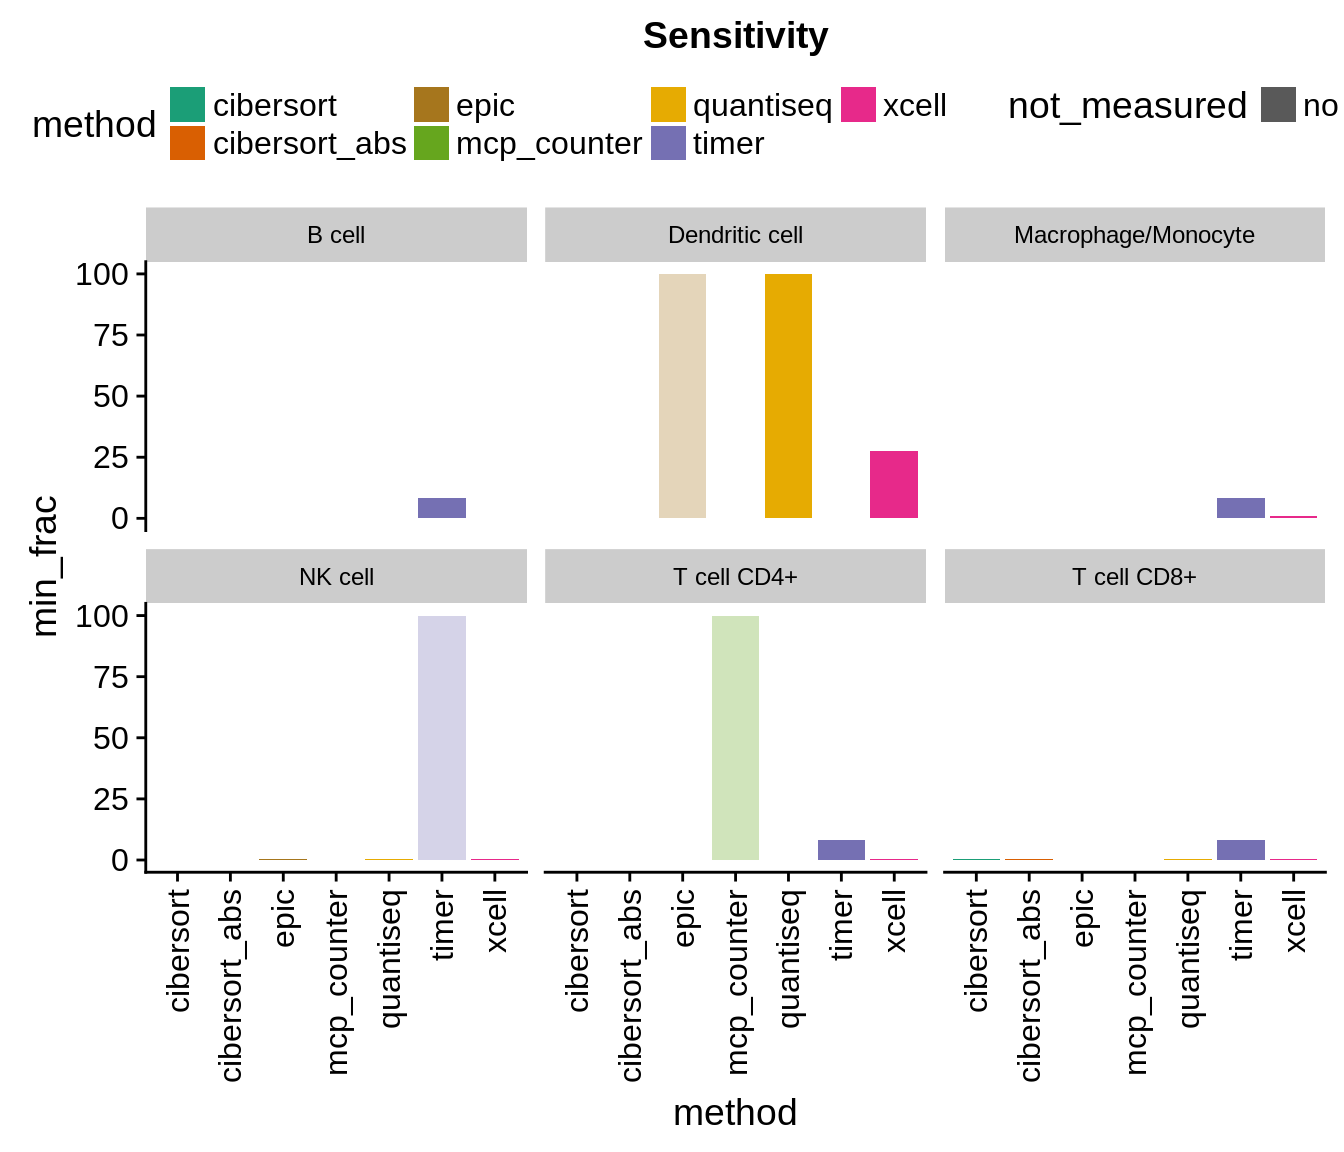 Sensitivity
method cibersort epic quantiseq xcell not_measured no
cibersort_abs mcp_counter timer
B cell Dendritic cell Macrophage/Monocyte
100
75
50
25
0
min_frac
NK cell T cell CD4+ T cell CD8+
100
75
50
25
0
cibersort cibersort_abs epic mcp_counter quantiseq timer xcell cibersort cibersort_abs epic mcp_counter quantiseq timer xcell cibersort cibersort_abs epic mcp_counter quantiseq timer xcell
method